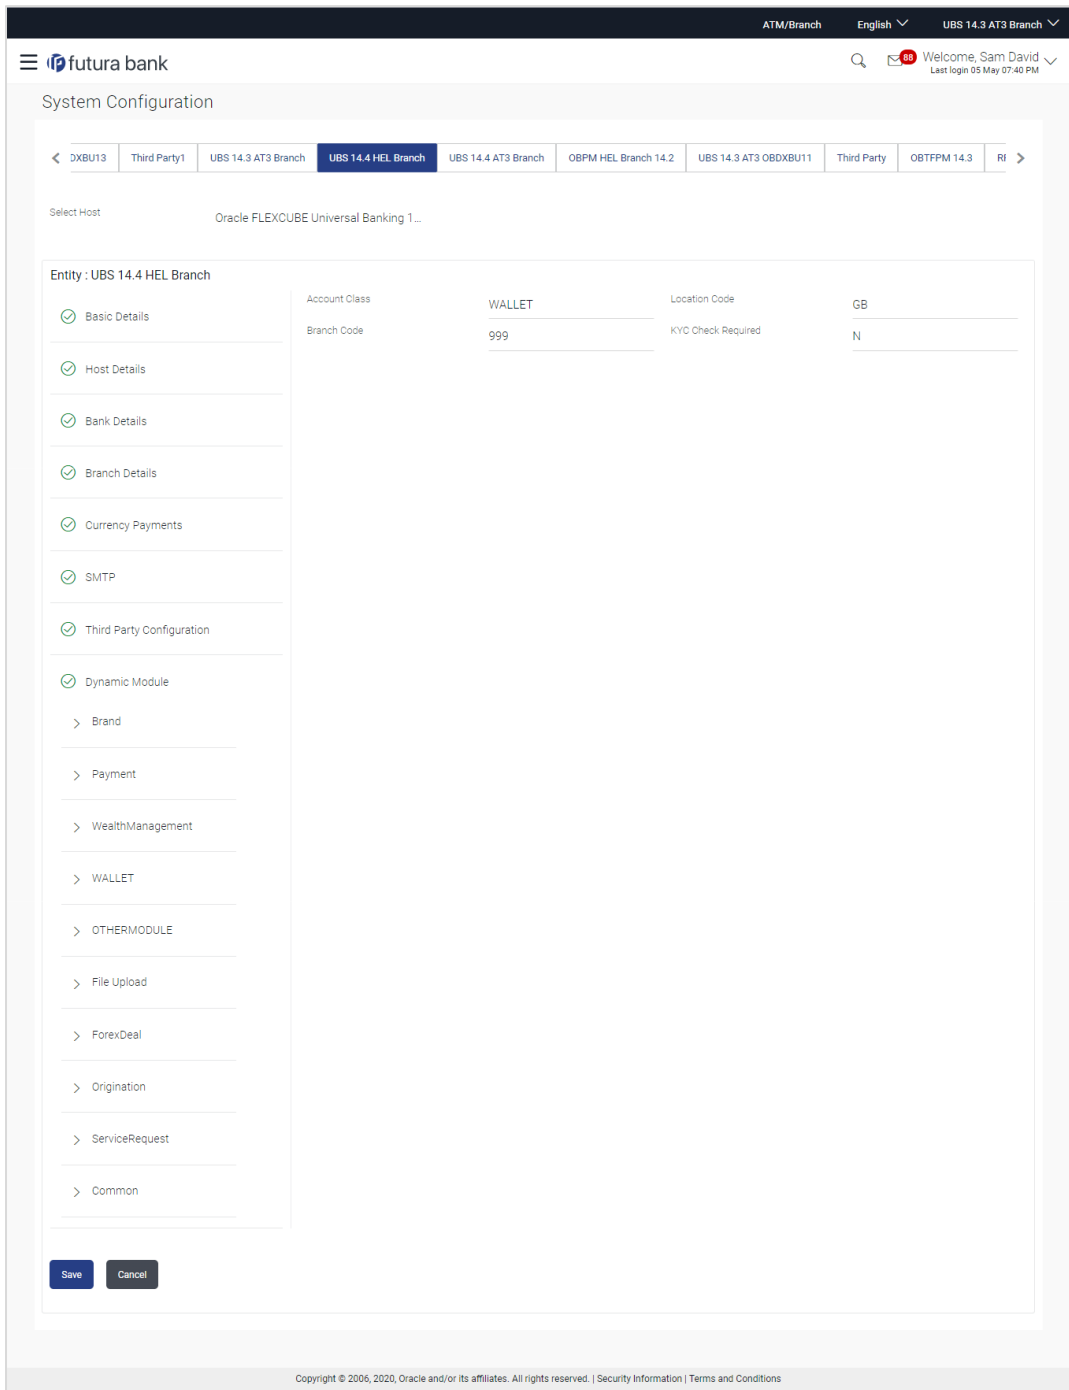 ATM/Branch English UBS 14.3 AT3 Branch
futura bank 88 Welcome, Sam David
Last login 05 May 07:40 PM
System Configuration
DXBU13 Third Party1 UBS 14.3 AT3 Branch UBS 14.4 HEL Branch UBS 14.4 AT3 Branch OBPM HEL Branch 14.2 UBS 14.3 AT3 OBDXBU11 Third Party OBTFPM 14.3
Select Host Oracle FLEXCUBE Universal Banking 1...
Entity : UBS 14.4 HEL Branch
Account Class WALLET Location Code GB
Branch Code 999 KYC Check Required N
Basic Details
Host Details
Bank Details
Branch Details
Currency Payments
SMTP
Third Party Configuration
Dynamic Module
Brand
Payment
WealthManagement
WALLET
OTHERMODULE
File Upload
ForexDeal
Origination
ServiceRequest
Common
Save Cancel
Copyright © 2006, 2020, Oracle and/or its affiliates. All rights reserved. | Security Information | Terms and Conditions